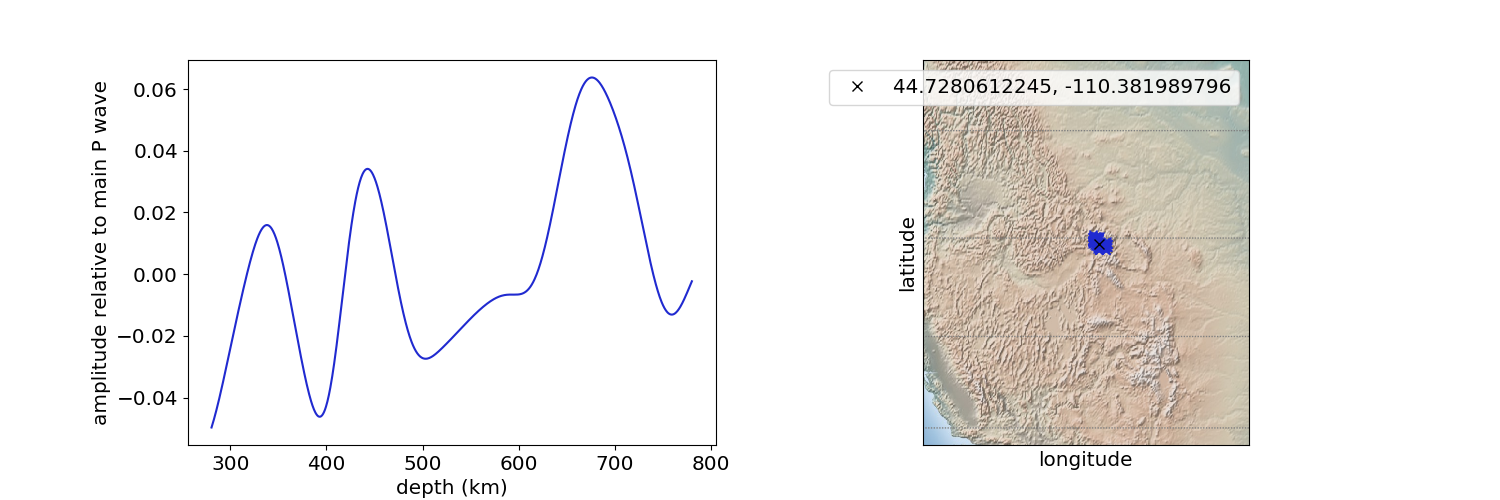 amplitude relative to main P wave
0.06
0.04
0.02
0.00
−0.02
−0.04
300 400 500 600 700 800
depth (km)
44.7280612245, -110.381989796
latitude
longitude